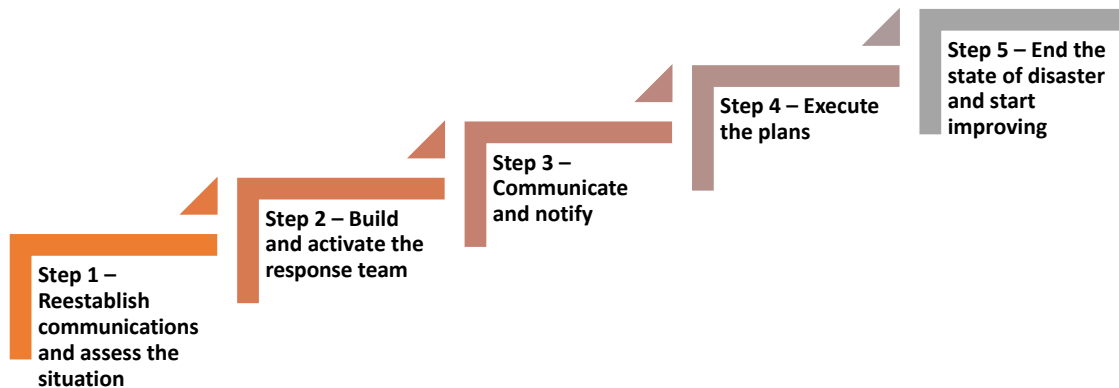 Step 1 –
Reestablish
communications
and assess the
situation
Step 2 – Build
and activate the
response team
Step 3 –
Communicate
and notify
Step 4 – Execute
the plans
Step 5 – End the
state of disaster
and start
improving